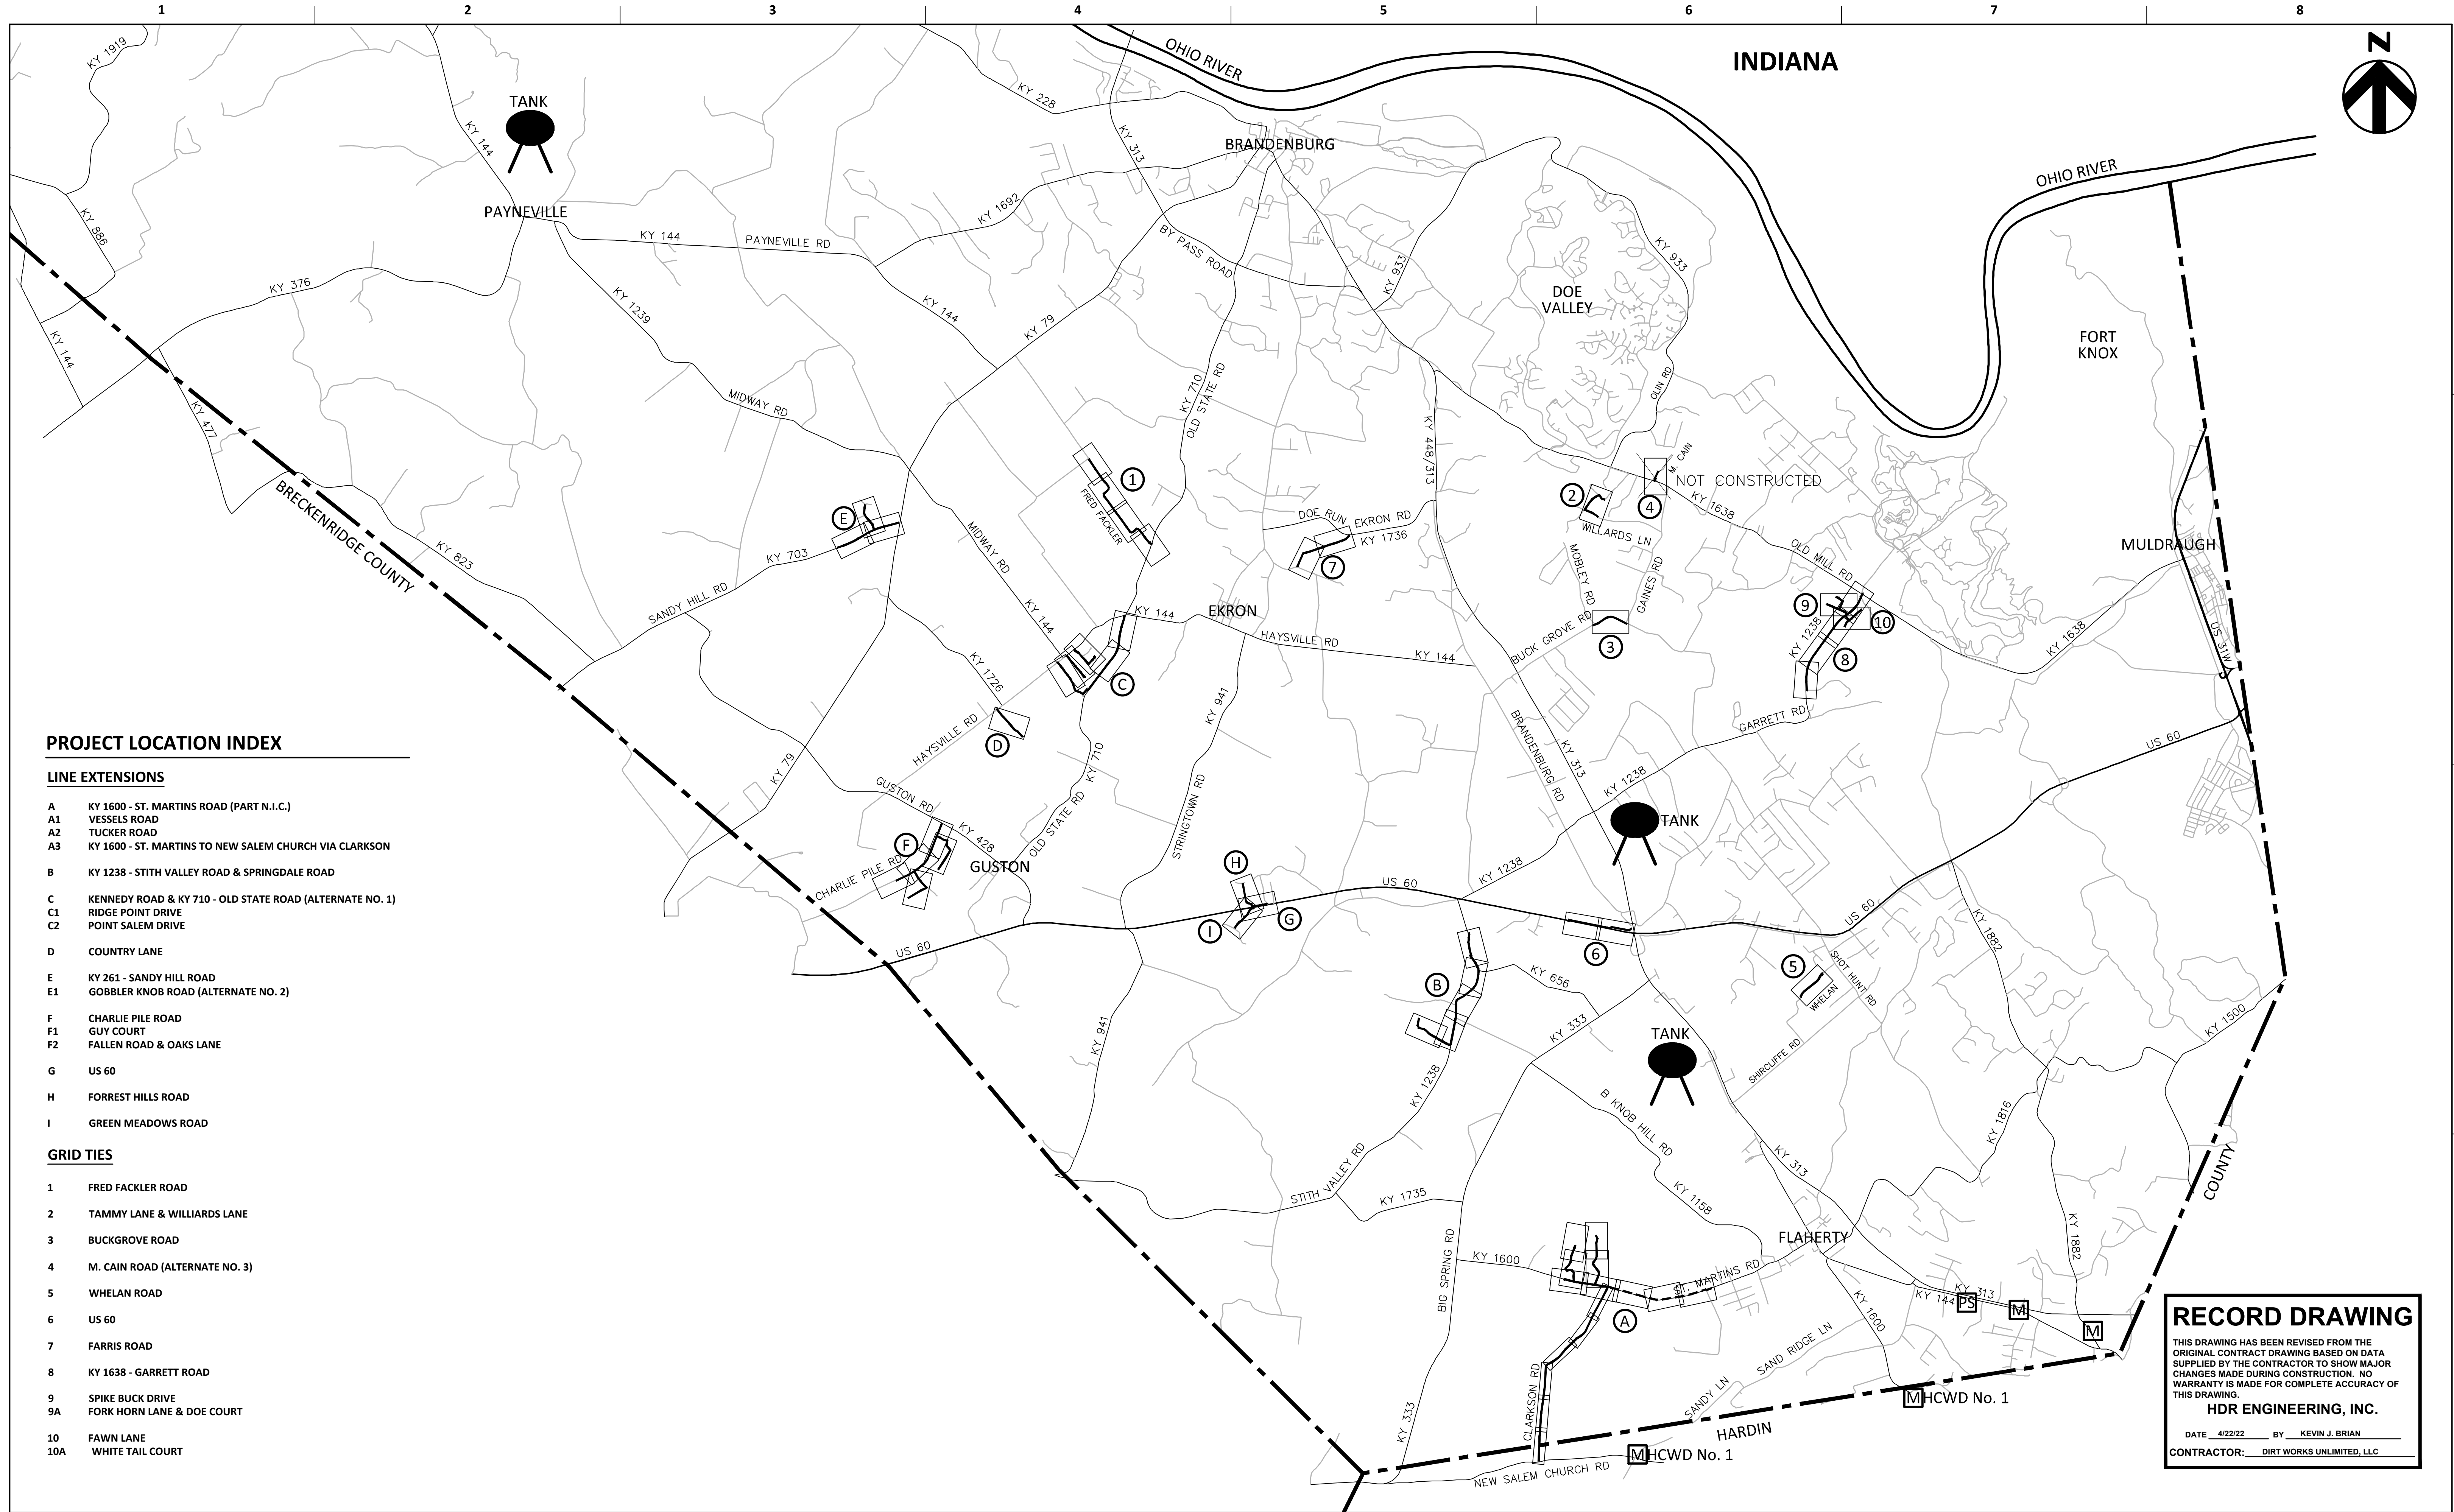 1 2 3 4 5 6 7 8
KY 1919
OHIO RIVER
INDIANA
N
TANK
KY 228
KY 144
KY 313
BRANDENBURG
OHIO RIVER
PAYNEVILLE
KY 886
KY 144
PAYNEVILLE RD
KY 1692
BY PASS ROAD
KY 933
KY 933
KY 376
KY 1239
KY 144
KY 79
DOE
VALLEY
FORT
KNOX
KY 144
KY 477
MIDWAY RD
KY 710
OLD STATE RD
OLIN RD
KY 448/313
BRECKENRIDGE COUNTY
KY 823
1
FRED FACKLER
M. CAIN
NOT CONSTRUCTED
2
4
KY 1638
E
KY 703
SANDY HILL RD
MIDWAY RD
KY 144
DOE RUN EKRON RD
KY 1736
7
WILLARDS LN
MOBLEY RD
GAINES RD
OLD MILL RD
MULDRAUGH
KY 144
EKRON
HAYSVILLE RD
KY 144
BUCK GROVE RD
3
9
10
KY 1238
8
KY 1638
US 31W
KY 1726
C
D
HAYSVILLE RD
KY 941
BRANDENBURG RD
KY 313
GARRETT RD
US 60
KY 79
KY 710
OLD STATE RD
STRINGTOWN RD
KY 1238
TANK
GUSTON RD
KY 428
F
GUSTON
CHARLIE PILE RD
H
G
I
US 60
KY 1238
US 60
US 60
6
KY 1882
5
SHOT HUNT RD
WHELAN
B
KY 656
KY 941
KY 333
TANK
SHIRCLIFFE RD
KY 1500
KY 1238
B KNOB HILL RD
KY 1816
STITH VALLEY RD
KY 1735
KY 313
KY 1158
COUNTY
FLAHERTY
KY 1882
BIG SPRING RD
KY 1600
ST. MARTINS RD
A
KY 1600
KY 144
KY 313
PS
M
M
SAND RIDGE LN
CLARKSON RD
SANDY LN
M HCWD No. 1
HARDIN
KY 333
M HCWD No. 1
NEW SALEM CHURCH RD
PROJECT LOCATION INDEX
LINE EXTENSIONS
A KY 1600 - ST. MARTINS ROAD (PART N.I.C.)
A1 VESSELS ROAD
A2 TUCKER ROAD
A3 KY 1600 - ST. MARTINS TO NEW SALEM CHURCH VIA CLARKSON
B KY 1238 - STITH VALLEY ROAD & SPRINGDALE ROAD
C KENNEDY ROAD & KY 710 - OLD STATE ROAD (ALTERNATE NO. 1)
C1 RIDGE POINT DRIVE
C2 POINT SALEM DRIVE
D COUNTRY LANE
E KY 261 - SANDY HILL ROAD
E1 GOBBLER KNOB ROAD (ALTERNATE NO. 2)
F CHARLIE PILE ROAD
F1 GUY COURT
F2 FALLEN ROAD & OAKS LANE
G US 60
H FORREST HILLS ROAD
I GREEN MEADOWS ROAD
GRID TIES
1 FRED FACKLER ROAD
2 TAMMY LANE & WILLIARDS LANE
3 BUCKGROVE ROAD
4 M. CAIN ROAD (ALTERNATE NO. 3)
5 WHELAN ROAD
6 US 60
7 FARRIS ROAD
8 KY 1638 - GARRETT ROAD
9 SPIKE BUCK DRIVE
9A FORK HORN LANE & DOE COURT
10 FAWN LANE
10A WHITE TAIL COURT
RECORD DRAWING
THIS DRAWING HAS BEEN REVISED FROM THE
ORIGINAL CONTRACT DRAWING BASED ON DATA
SUPPLIED BY THE CONTRACTOR TO SHOW MAJOR
CHANGES MADE DURING CONSTRUCTION. NO
WARRANTY IS MADE FOR COMPLETE ACCURACY OF
THIS DRAWING.
HDR ENGINEERING, INC.
DATE 4/22/22 BY KEVIN J. BRIAN
CONTRACTOR: DIRT WORKS UNLIMITED, LLC